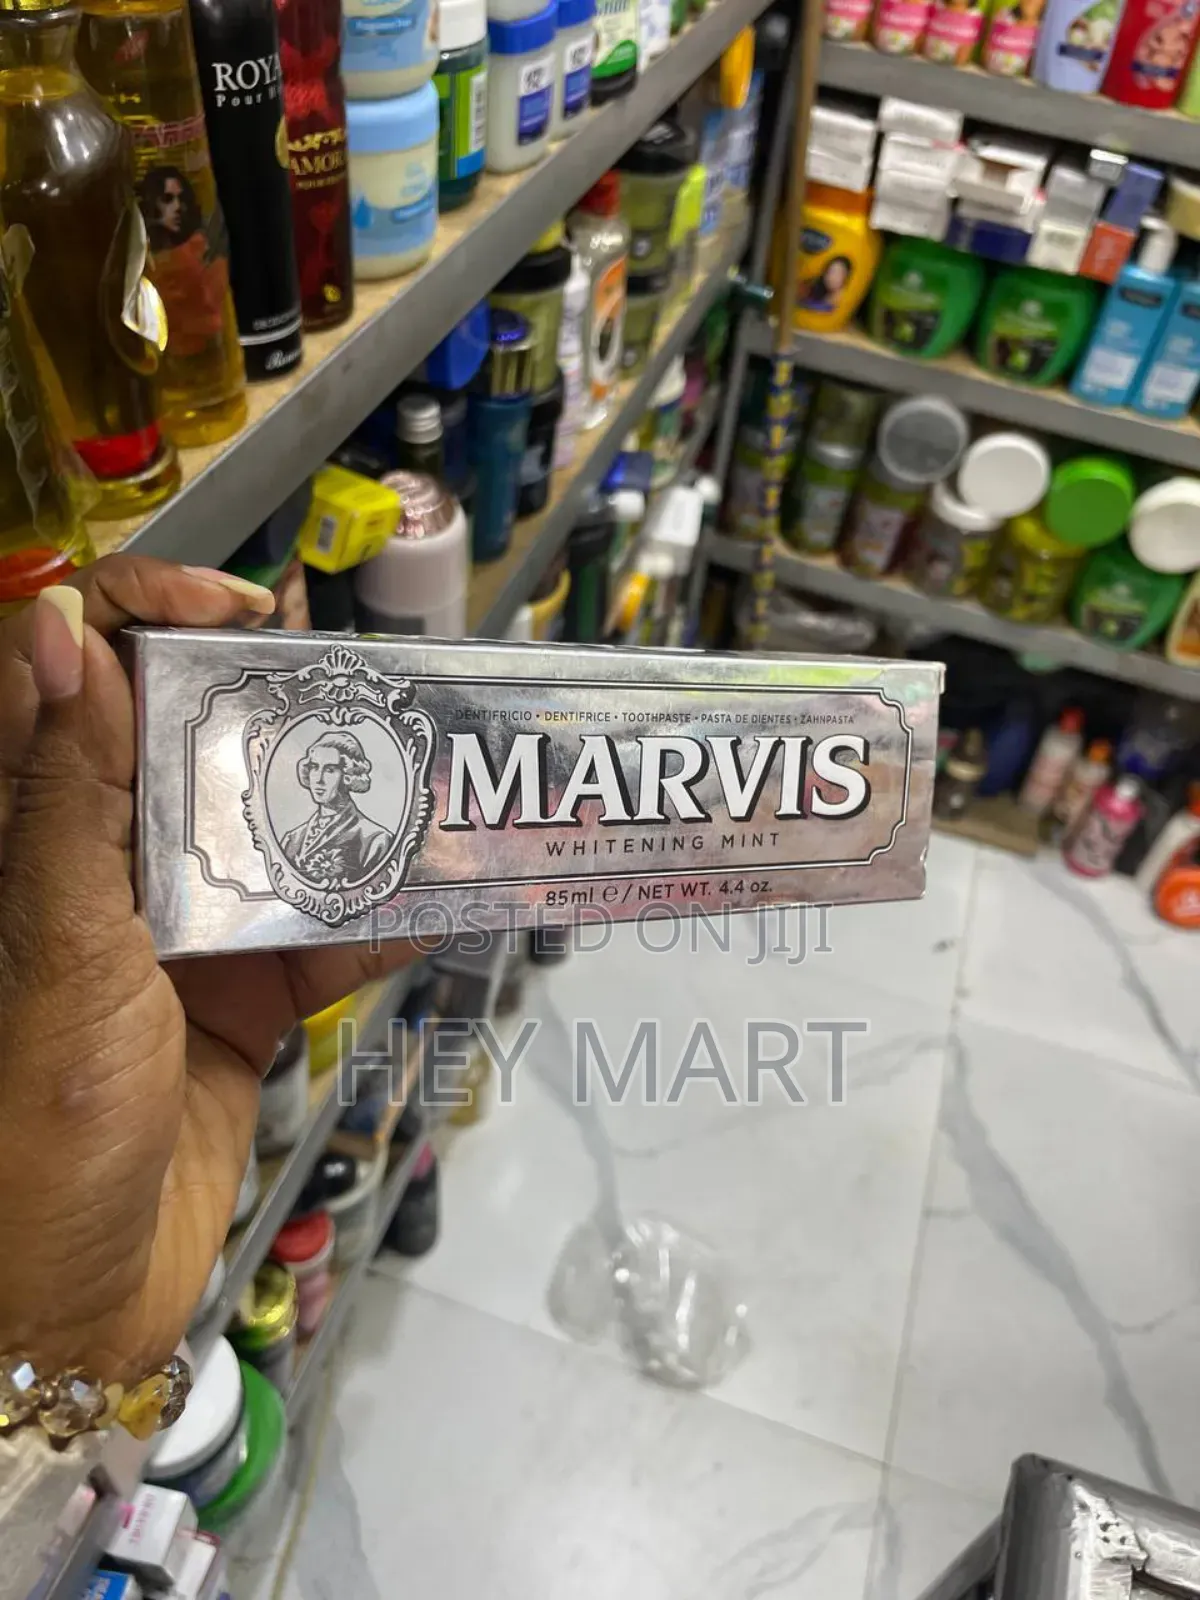 ROYA
Pour H
AMOR
DENTIFRICIO • DENTIFRICE • TOOTHPASTE • PASTA DE DIENTES • ZAHNPASTA
MARVIS
WHITENING MINT
85ml e / NET WT. 4.4 oz.
POSTED ON JIJI
HEY MART